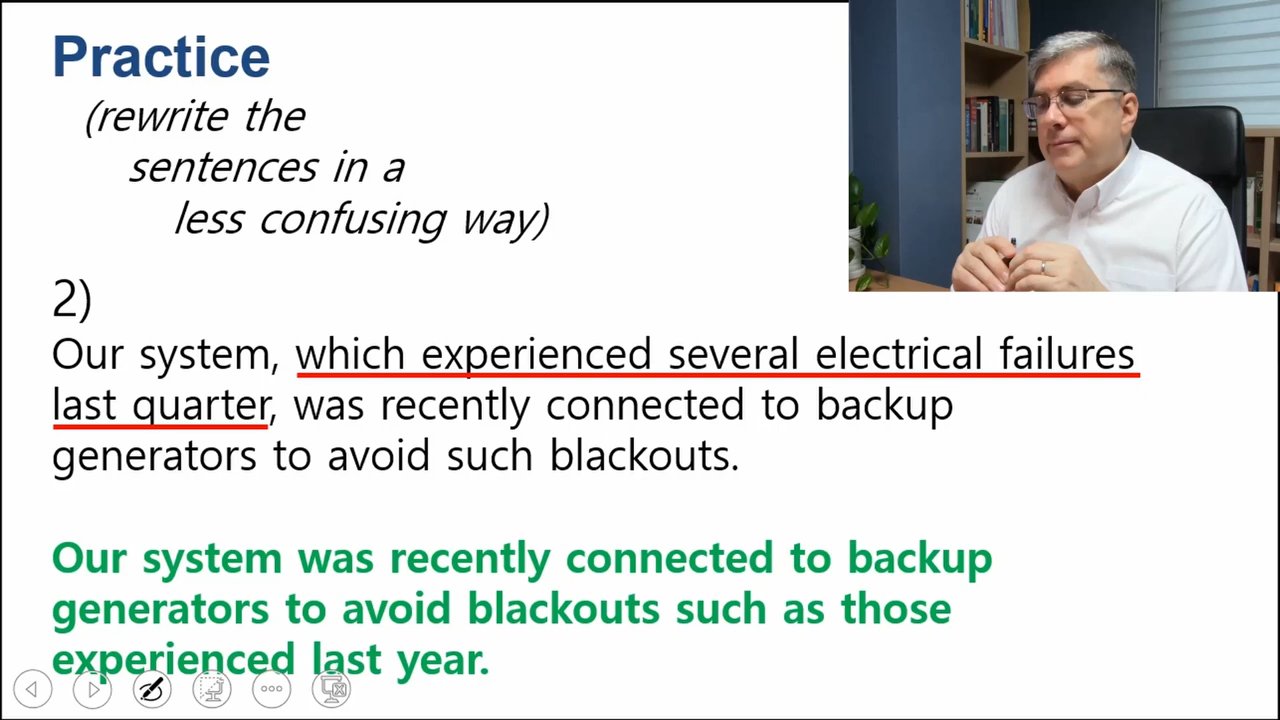 Practice
(rewrite the
sentences in a
less confusing way)
2)
Our system, which experienced several electrical failures
last quarter, was recently connected to backup
generators to avoid such blackouts.
Our system was recently connected to backup
generators to avoid blackouts such as those
experienced last year.